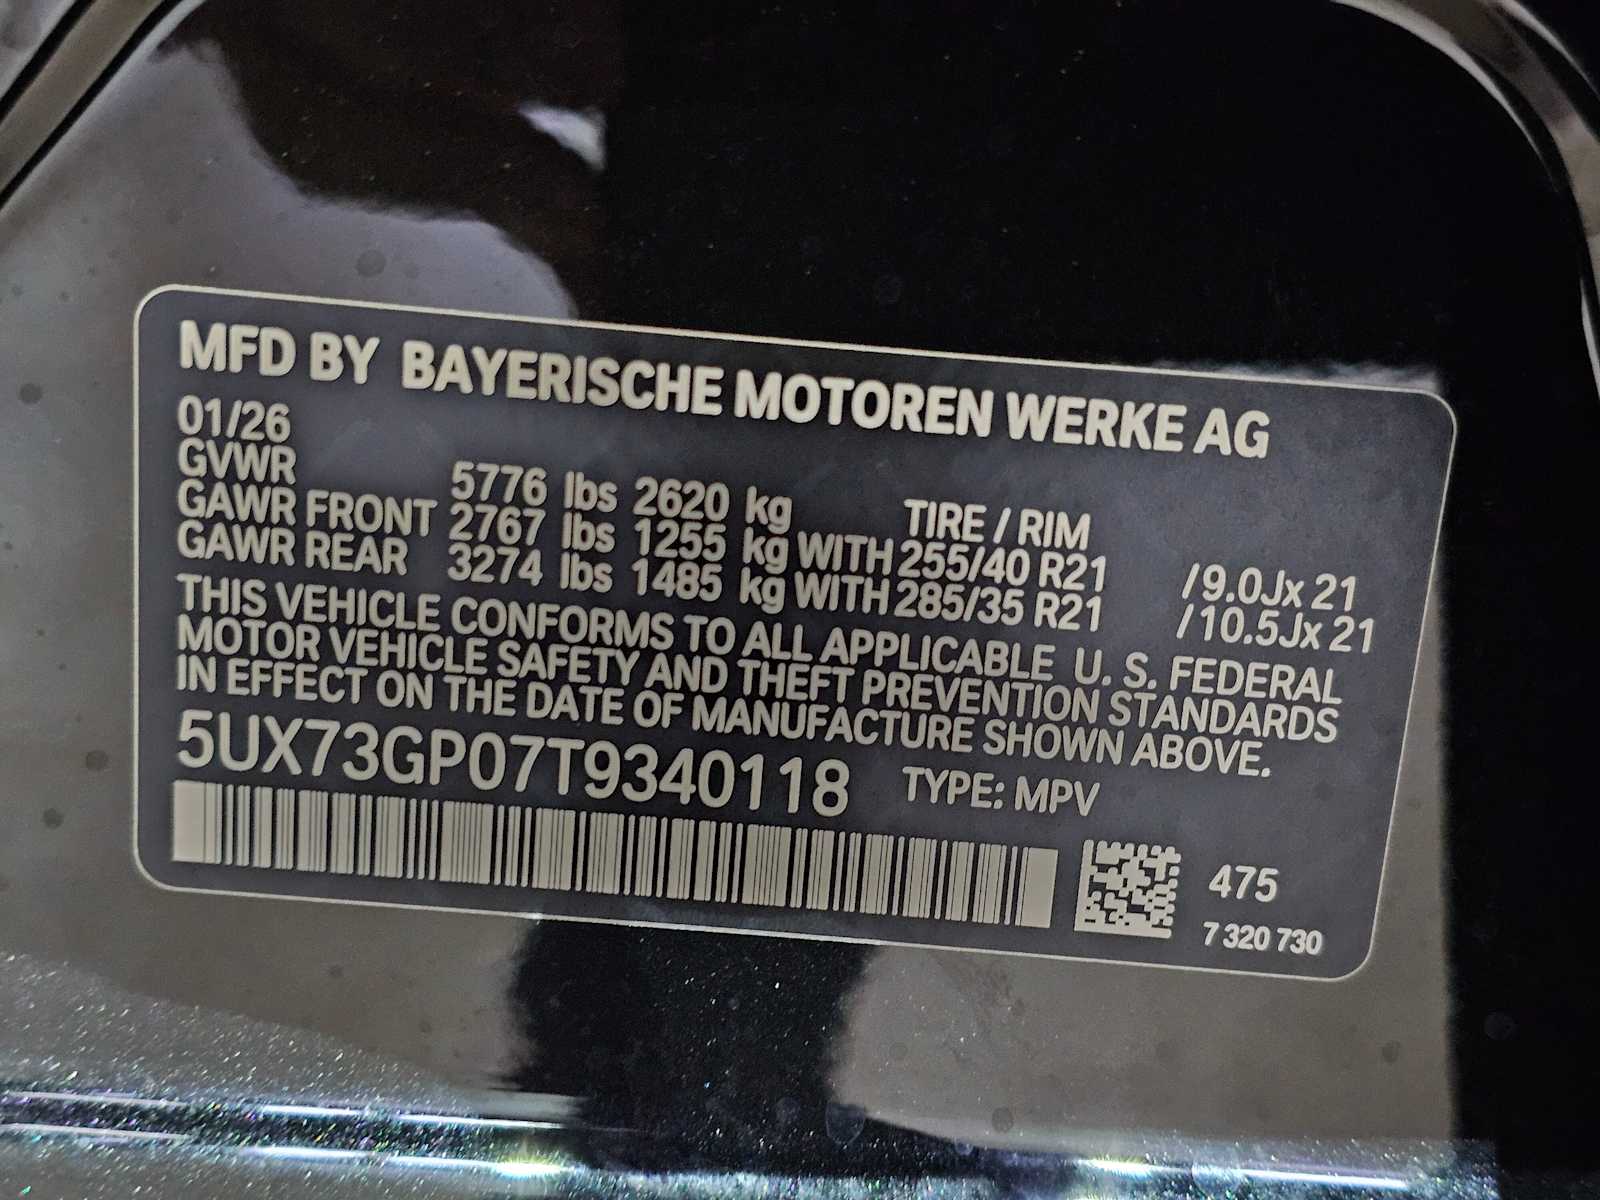 MFD BY BAYERISCHE MOTOREN WERKE AG
01/26
GVWR 5776 lbs 2620 kg TIRE / RIM
GAWR FRONT 2767 lbs 1255 kg WITH 255/40 R21 /9.0Jx 21
GAWR REAR 3274 lbs 1485 kg WITH 285/35 R21 /10.5Jx 21
THIS VEHICLE CONFORMS TO ALL APPLICABLE U. S. FEDERAL
MOTOR VEHICLE SAFETY AND THEFT PREVENTION STANDARDS
IN EFFECT ON THE DATE OF MANUFACTURE SHOWN ABOVE.
5UX73GP07T9340118 TYPE: MPV
475
7 320 730